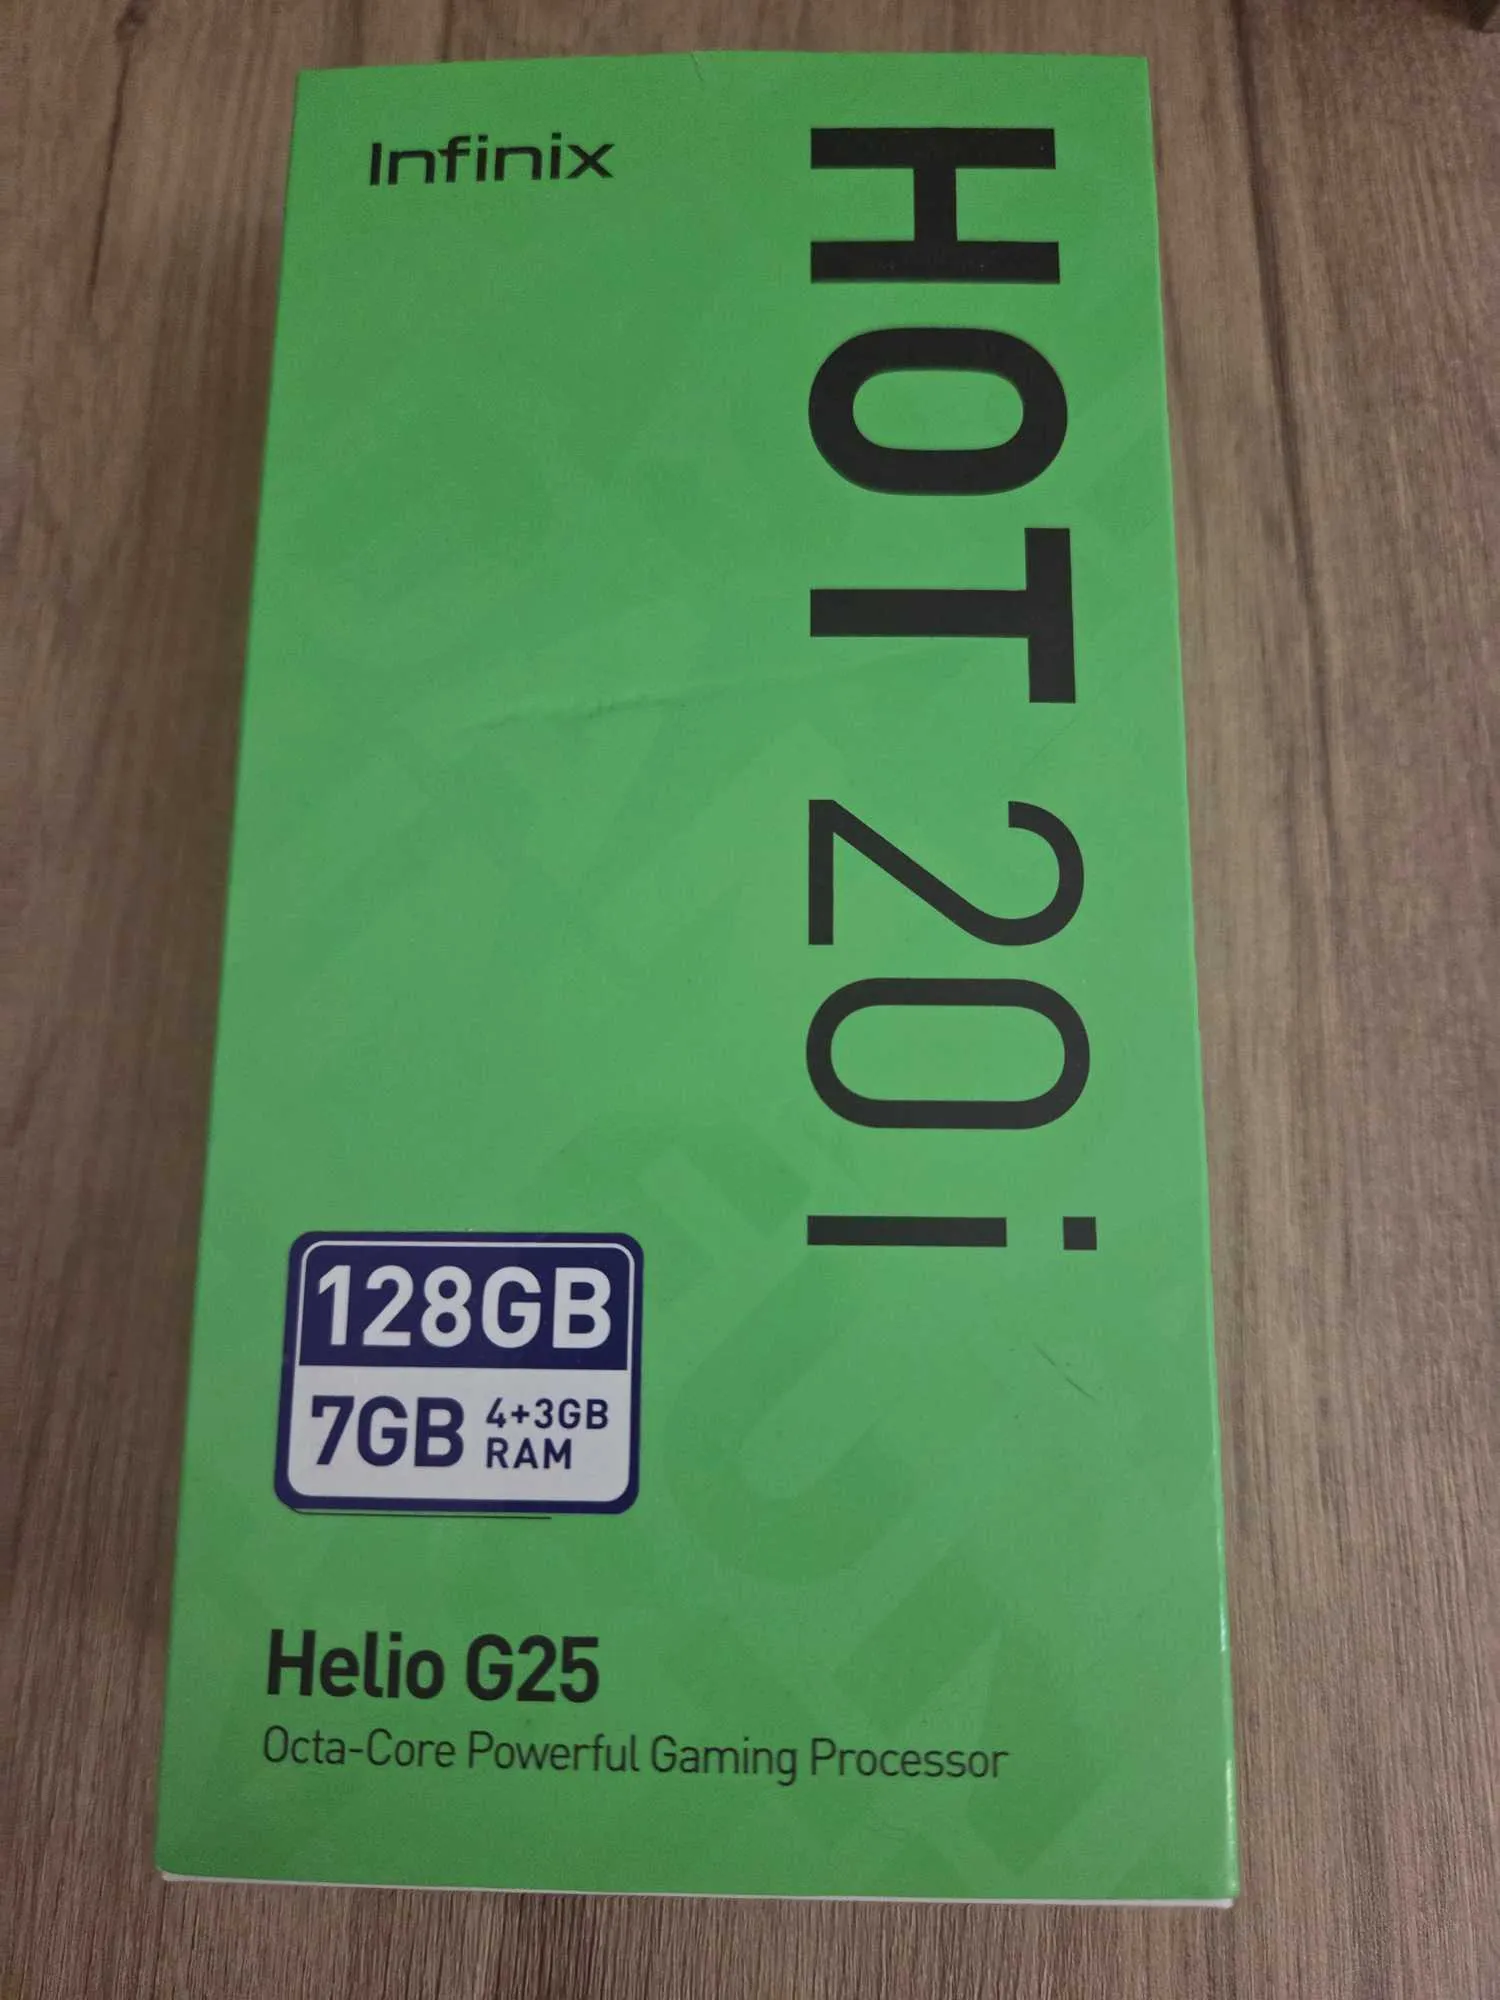 Infinix
HOT 20i
128GB
7GB 4+3GB
RAM
Helio G25
Octa-Core Powerful Gaming Processor